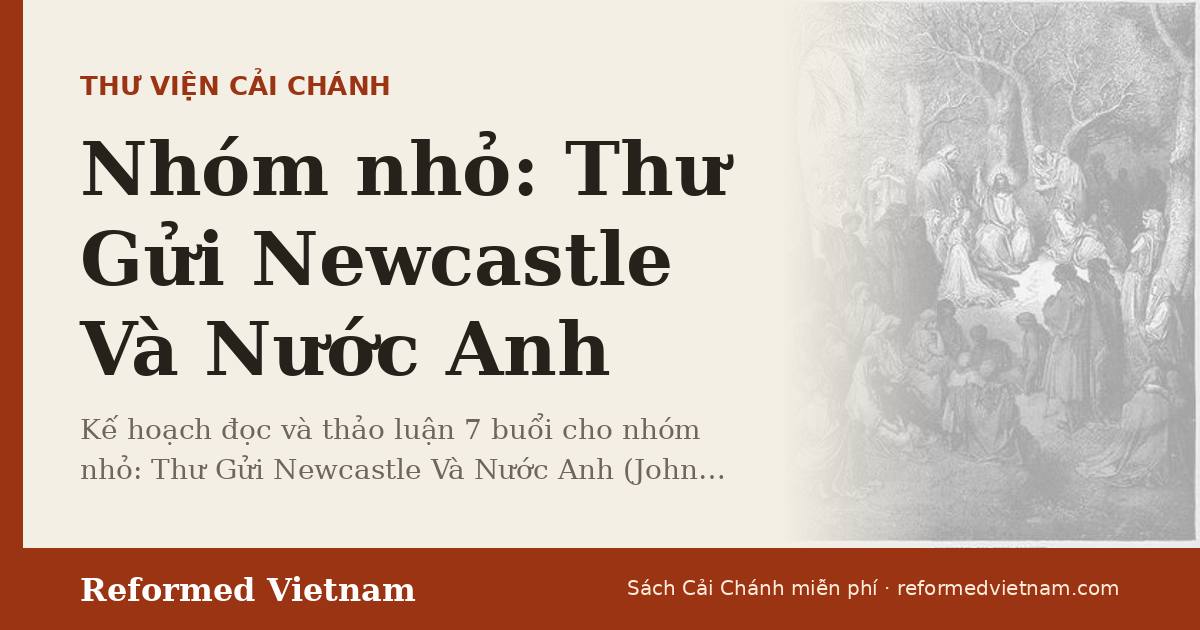 THƯ VIỆN CẢI CHÁNH
Nhóm nhỏ: Thư
Gửi Newcastle
Và Nước Anh
Kế hoạch đọc và thảo luận 7 buổi cho nhóm
nhỏ: Thư Gửi Newcastle Và Nước Anh (John…
Reformed Vietnam
Sách Cải Chánh miễn phí · reformedvietnam.com